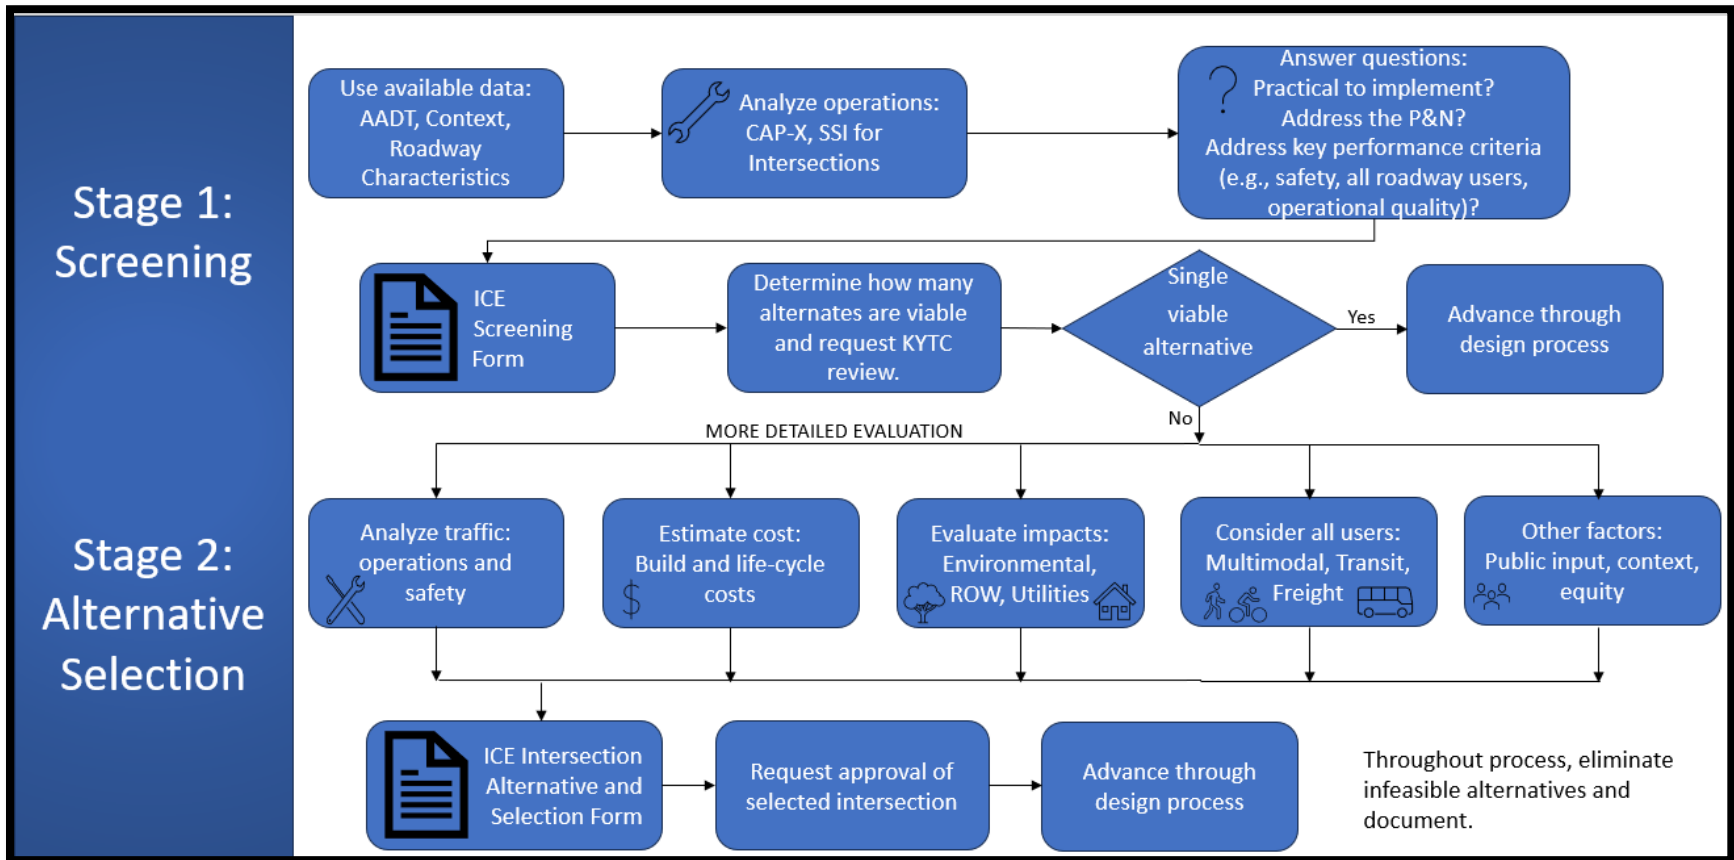 Stage 1:
Screening
Use available data:
AADT, Context,
Roadway
Characteristics
Analyze operations:
CAP-X, SSI for
Intersections
Answer questions:
Practical to implement?
Address the P&N?
Address key performance criteria
(e.g., safety, all roadway users,
operational quality)?
ICE
Screening
Form
Determine how many
alternates are viable
and request KYTC
review.
Single
viable
alternative
Yes
Advance through
design process
No
MORE DETAILED EVALUATION
Stage 2:
Alternative
Selection
Analyze traffic:
operations and
safety
Estimate cost:
Build and life-cycle
costs
$
Evaluate impacts:
Environmental,
ROW, Utilities
Consider all users:
Multimodal, Transit,
Freight
Other factors:
Public input, context,
equity
ICE Intersection
Alternative and
Selection Form
Request approval of
selected intersection
Advance through
design process
Throughout process, eliminate
infeasible alternatives and
document.